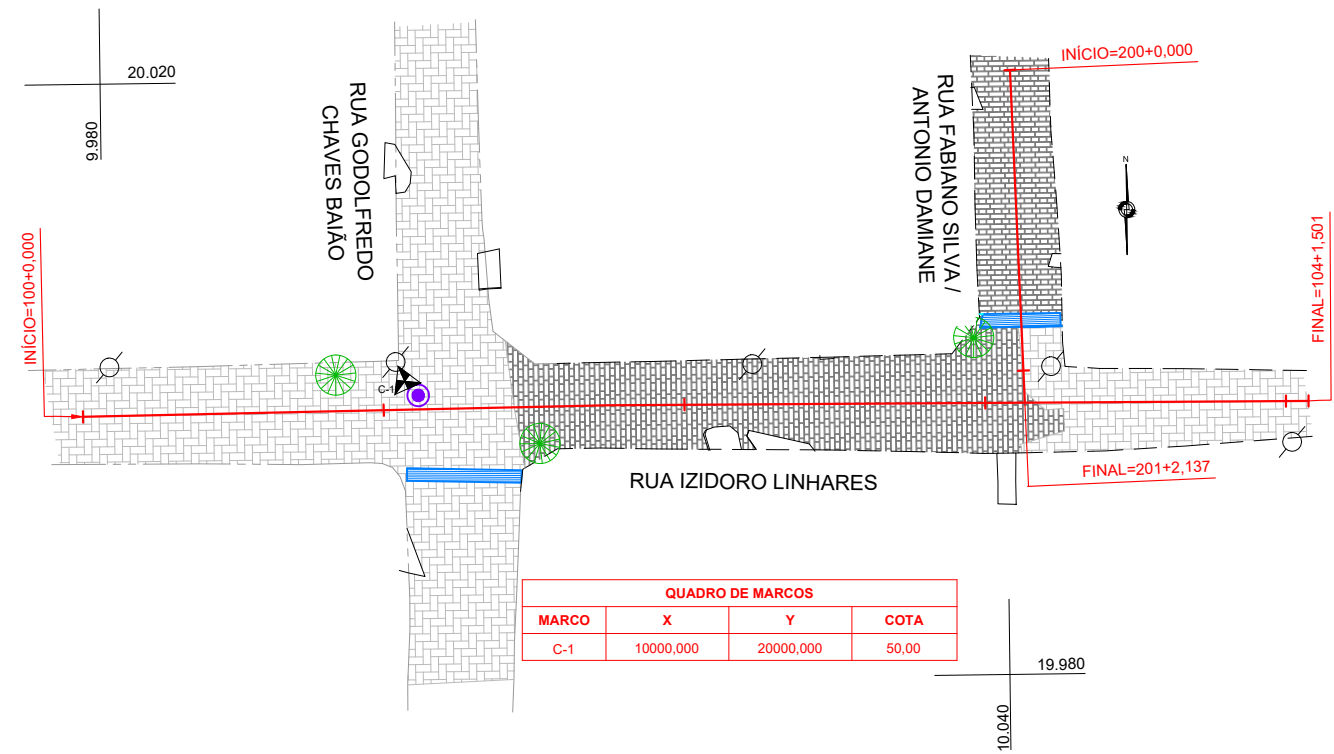 20.020
9.980
RUA GODOLFREDO
CHAVES BAIÃO
RUA FABIANO SILVA /
ANTONIO DAMIANE
INÍCIO=200+0,000
N
INÍCIO=100+0,000
FINAL=104+1,501
C-1
RUA IZIDORO LINHARES
FINAL=201+2,137
QUADRO DE MARCOS
MARCO X Y COTA
C-1 10000,000 20000,000 50,00
19.980
10.040